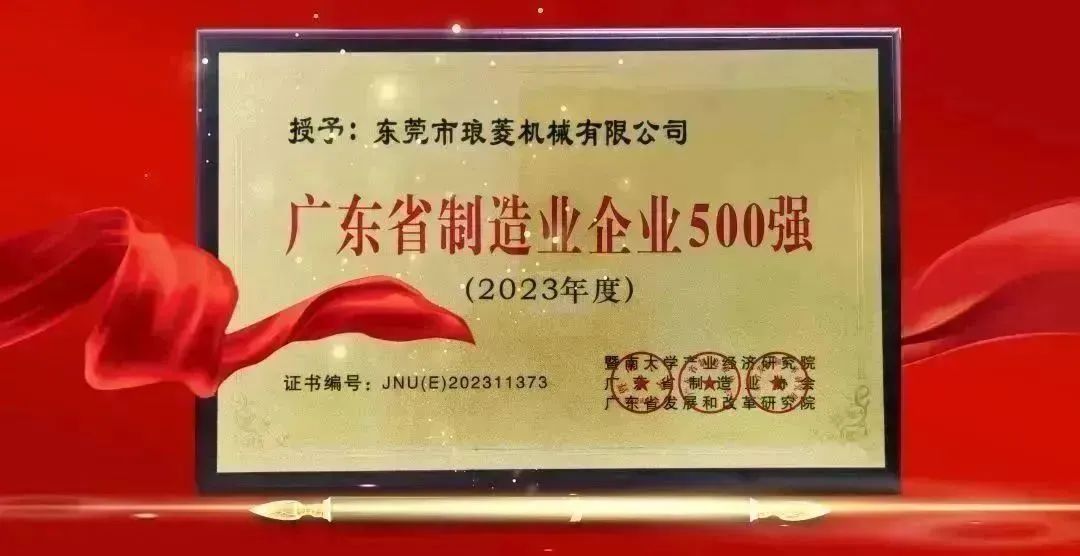 授予：东莞市琅菱机械有限公司
广东省制造业企业500强
(2023年度)
证书编号：JNU(E)202311373
暨南大学产业经济研究院
广东省制造业协会
广东省发展和改革研究院